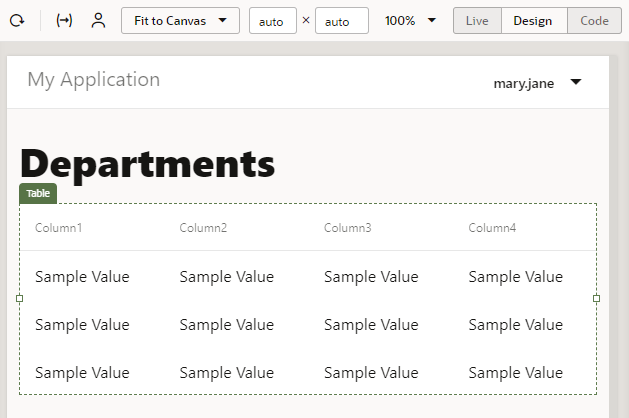 Fit to Canvas auto × auto 100% Live Design Code
My Application
mary.jane
Departments
Table
Column1 Column2 Column3 Column4
Sample Value Sample Value Sample Value Sample Value
Sample Value Sample Value Sample Value Sample Value
Sample Value Sample Value Sample Value Sample Value